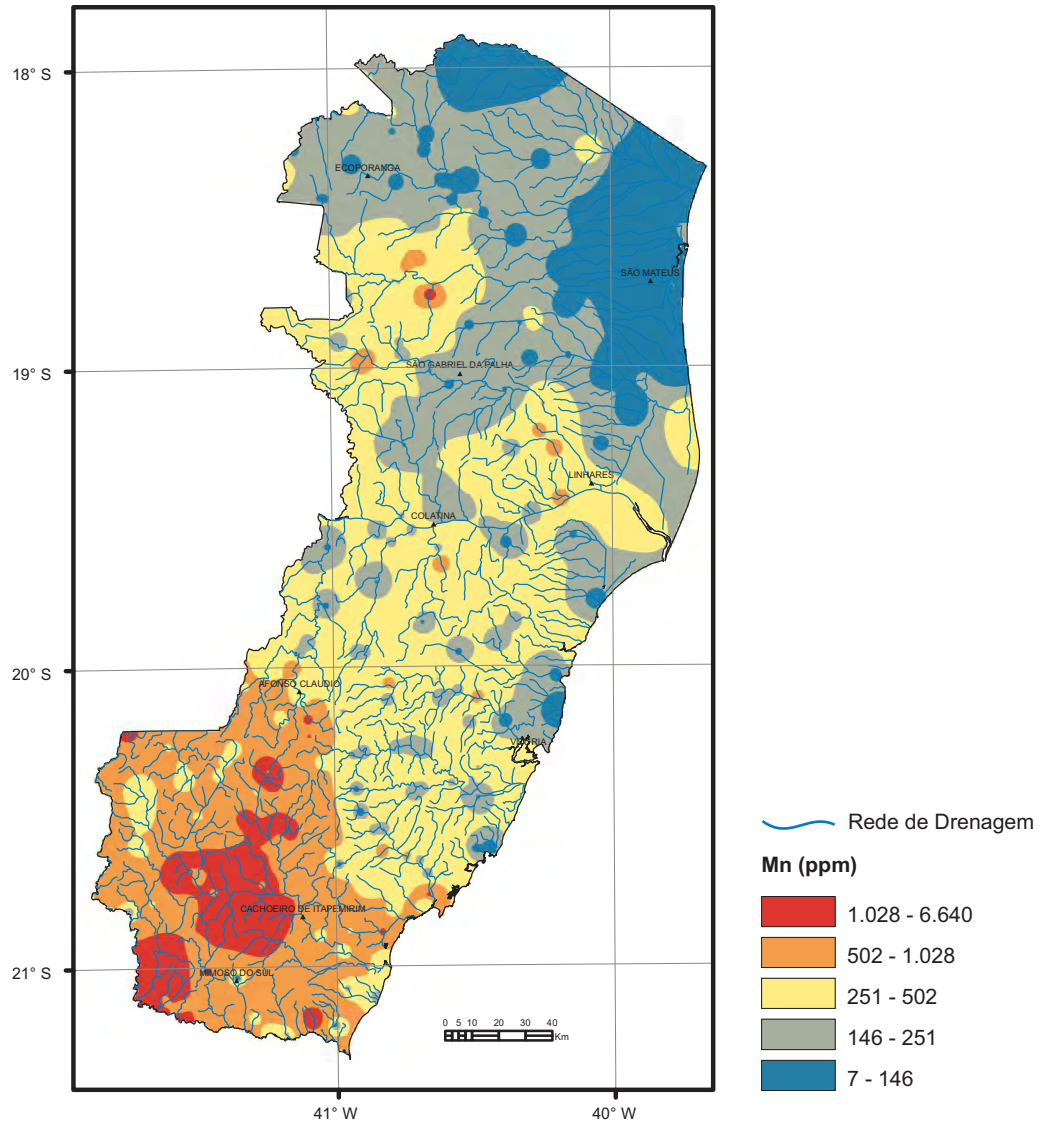 18° S
ECOPORANGA
SÃO MATEUS
19° S
SÃO GABRIEL DA PALHA
LINHARES
COLATINA
20° S
AFONSO CLAUDIO
VITÓRIA
CACHOEIRO DE ITAPEMIRIM
21° S
MIMOSO DO SUL
0 5 10 20 30 40
Km
41° W
40° W
Rede de Drenagem
Mn (ppm)
1.028 - 6.640
502 - 1.028
251 - 502
146 - 251
7 - 146